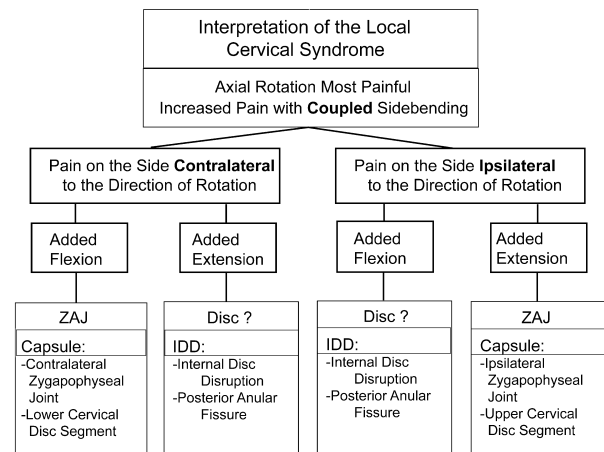 Interpretation of the Local
Cervical Syndrome
Axial Rotation Most Painful
Increased Pain with Coupled Sidebending
Pain on the Side Contralateral
to the Direction of Rotation
Pain on the Side Ipsilateral
to the Direction of Rotation
Added
Flexion
Added
Extension
Added
Flexion
Added
Extension
ZAJ
Capsule:
-Contralateral
Zygapophyseal
Joint
-Lower Cervical
Disc Segment
Disc ?
IDD:
-Internal Disc
Disruption
-Posterior Anular
Fissure
Disc ?
IDD:
-Internal Disc
Disruption
-Posterior Anular
Fissure
ZAJ
Capsule:
-Ipsilateral
Zygapophyseal
Joint
-Upper Cervical
Disc Segment